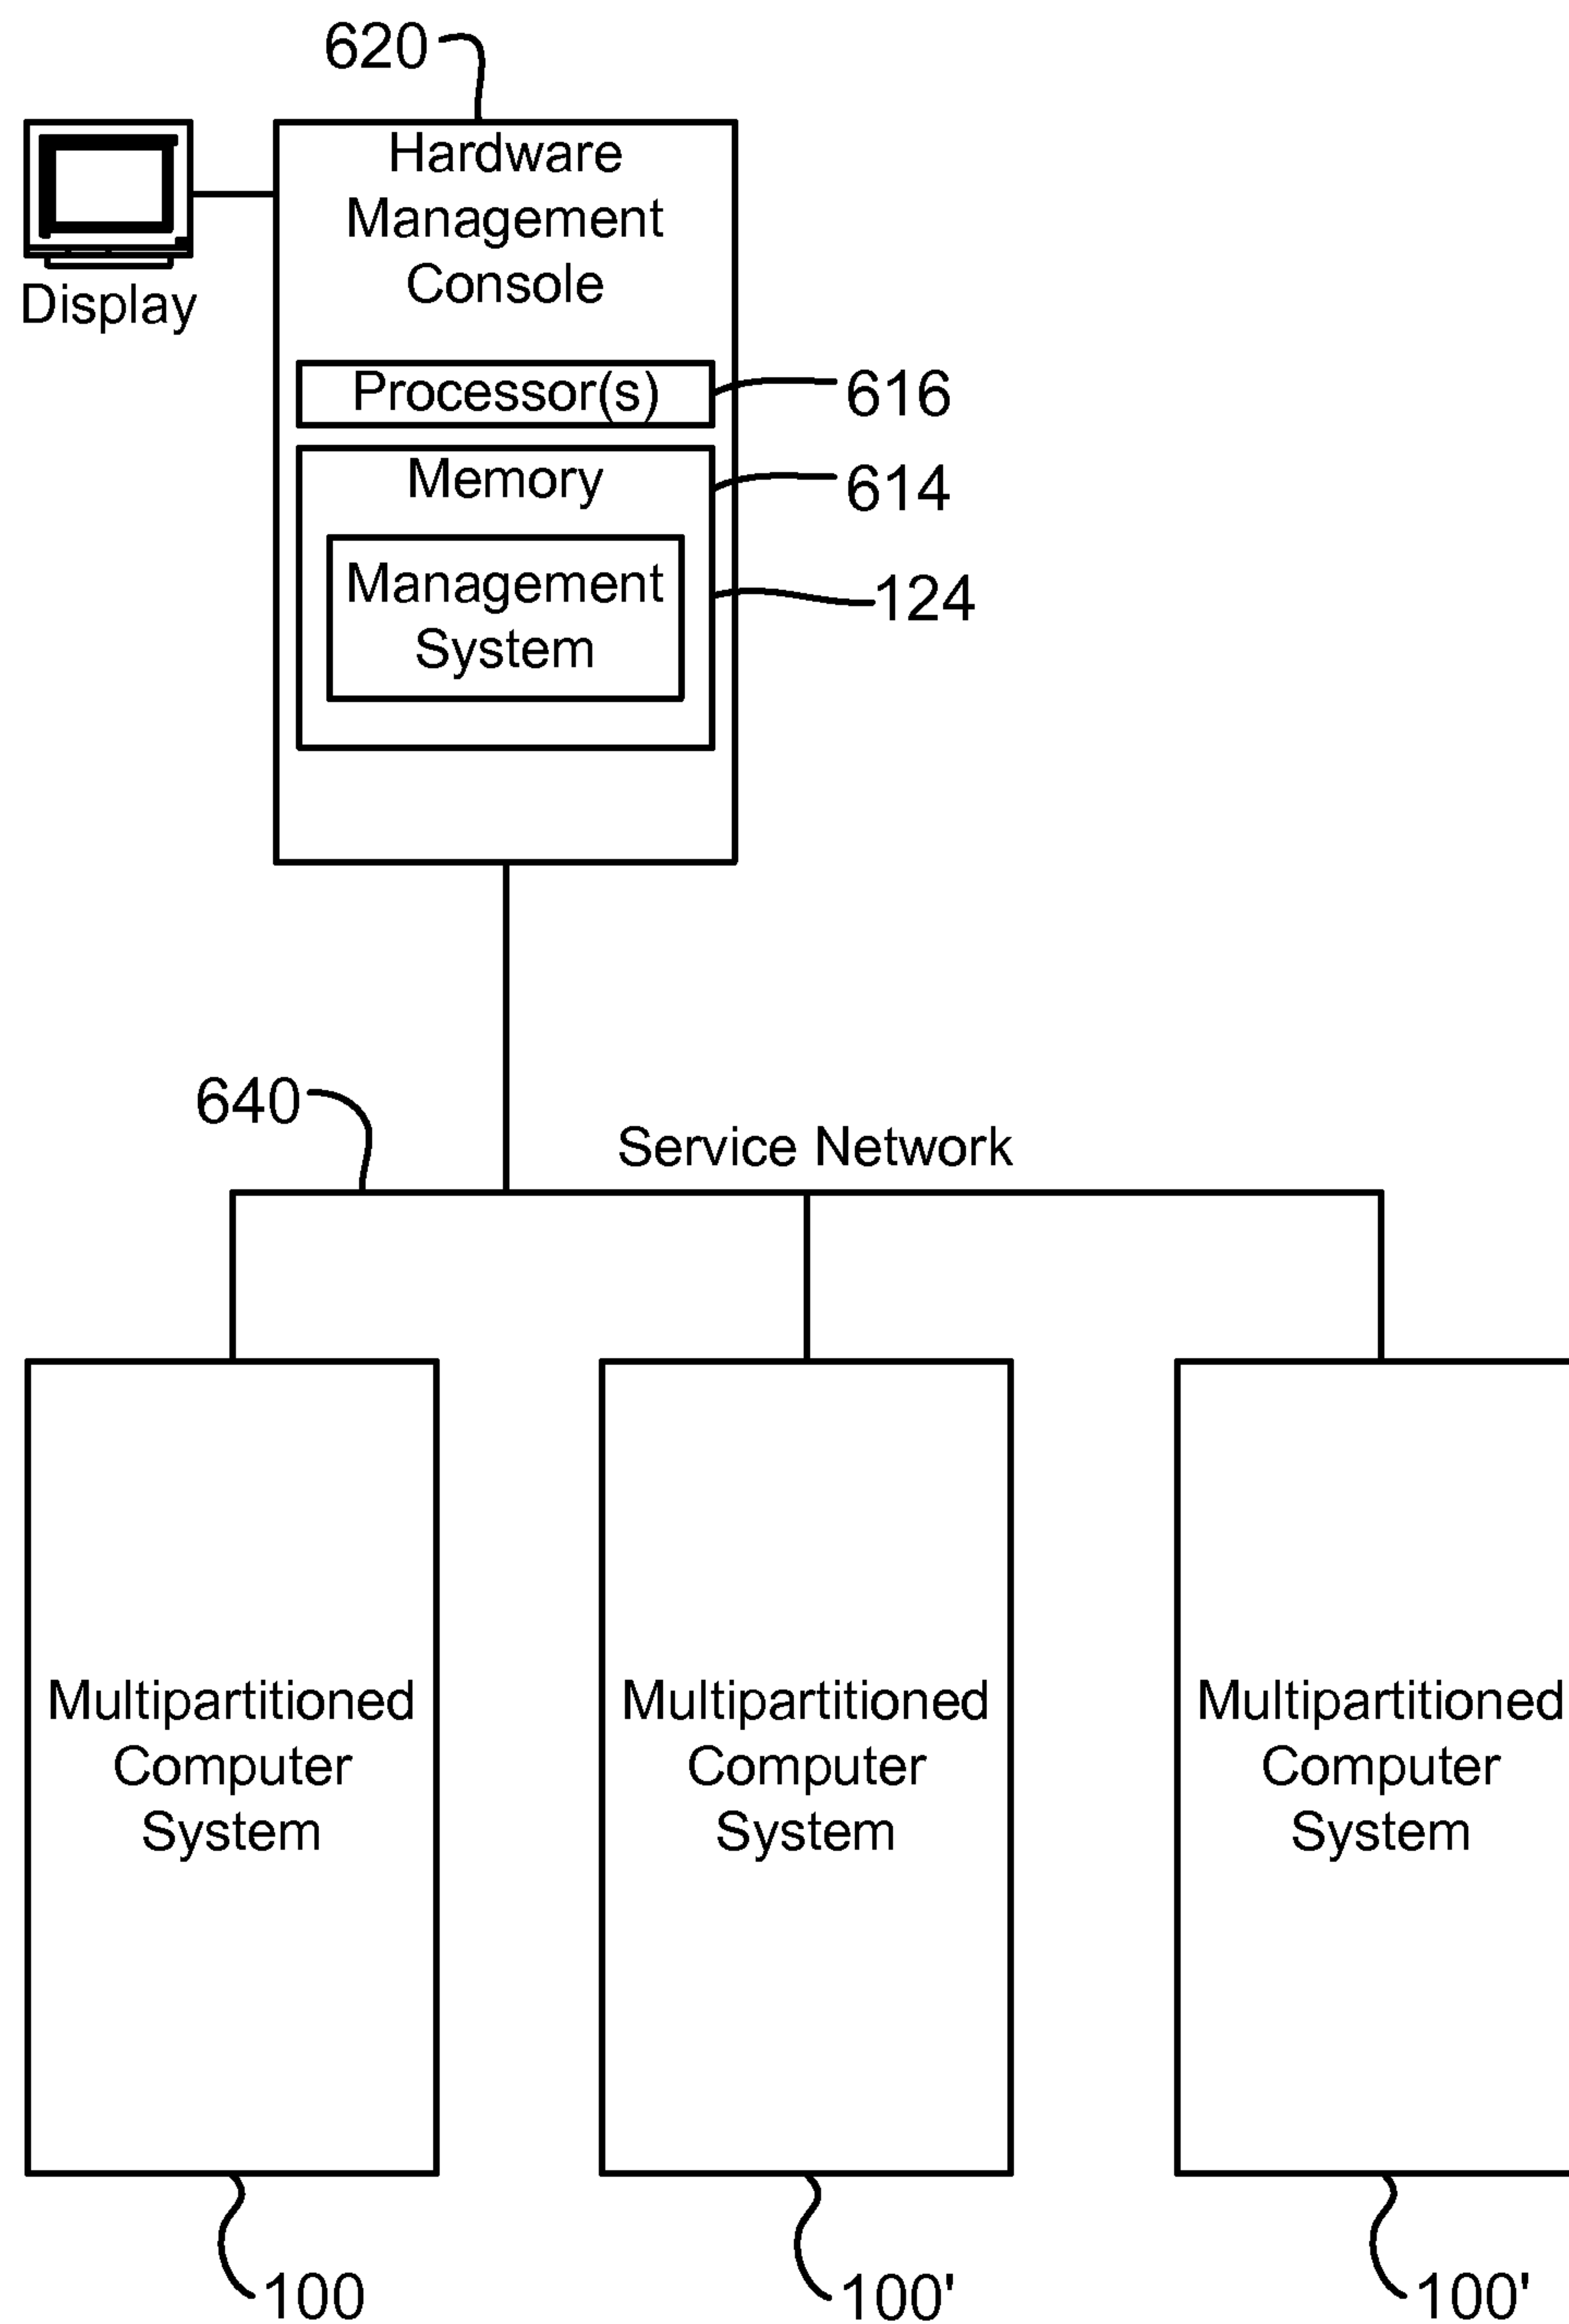 620
Hardware
Management
Console
Display
Processor(s)
616
Memory
614
Management
System
124
640
Service Network
Multipartitioned
Computer
System
Multipartitioned
Computer
System
Multipartitioned
Computer
System
100
100'
100'